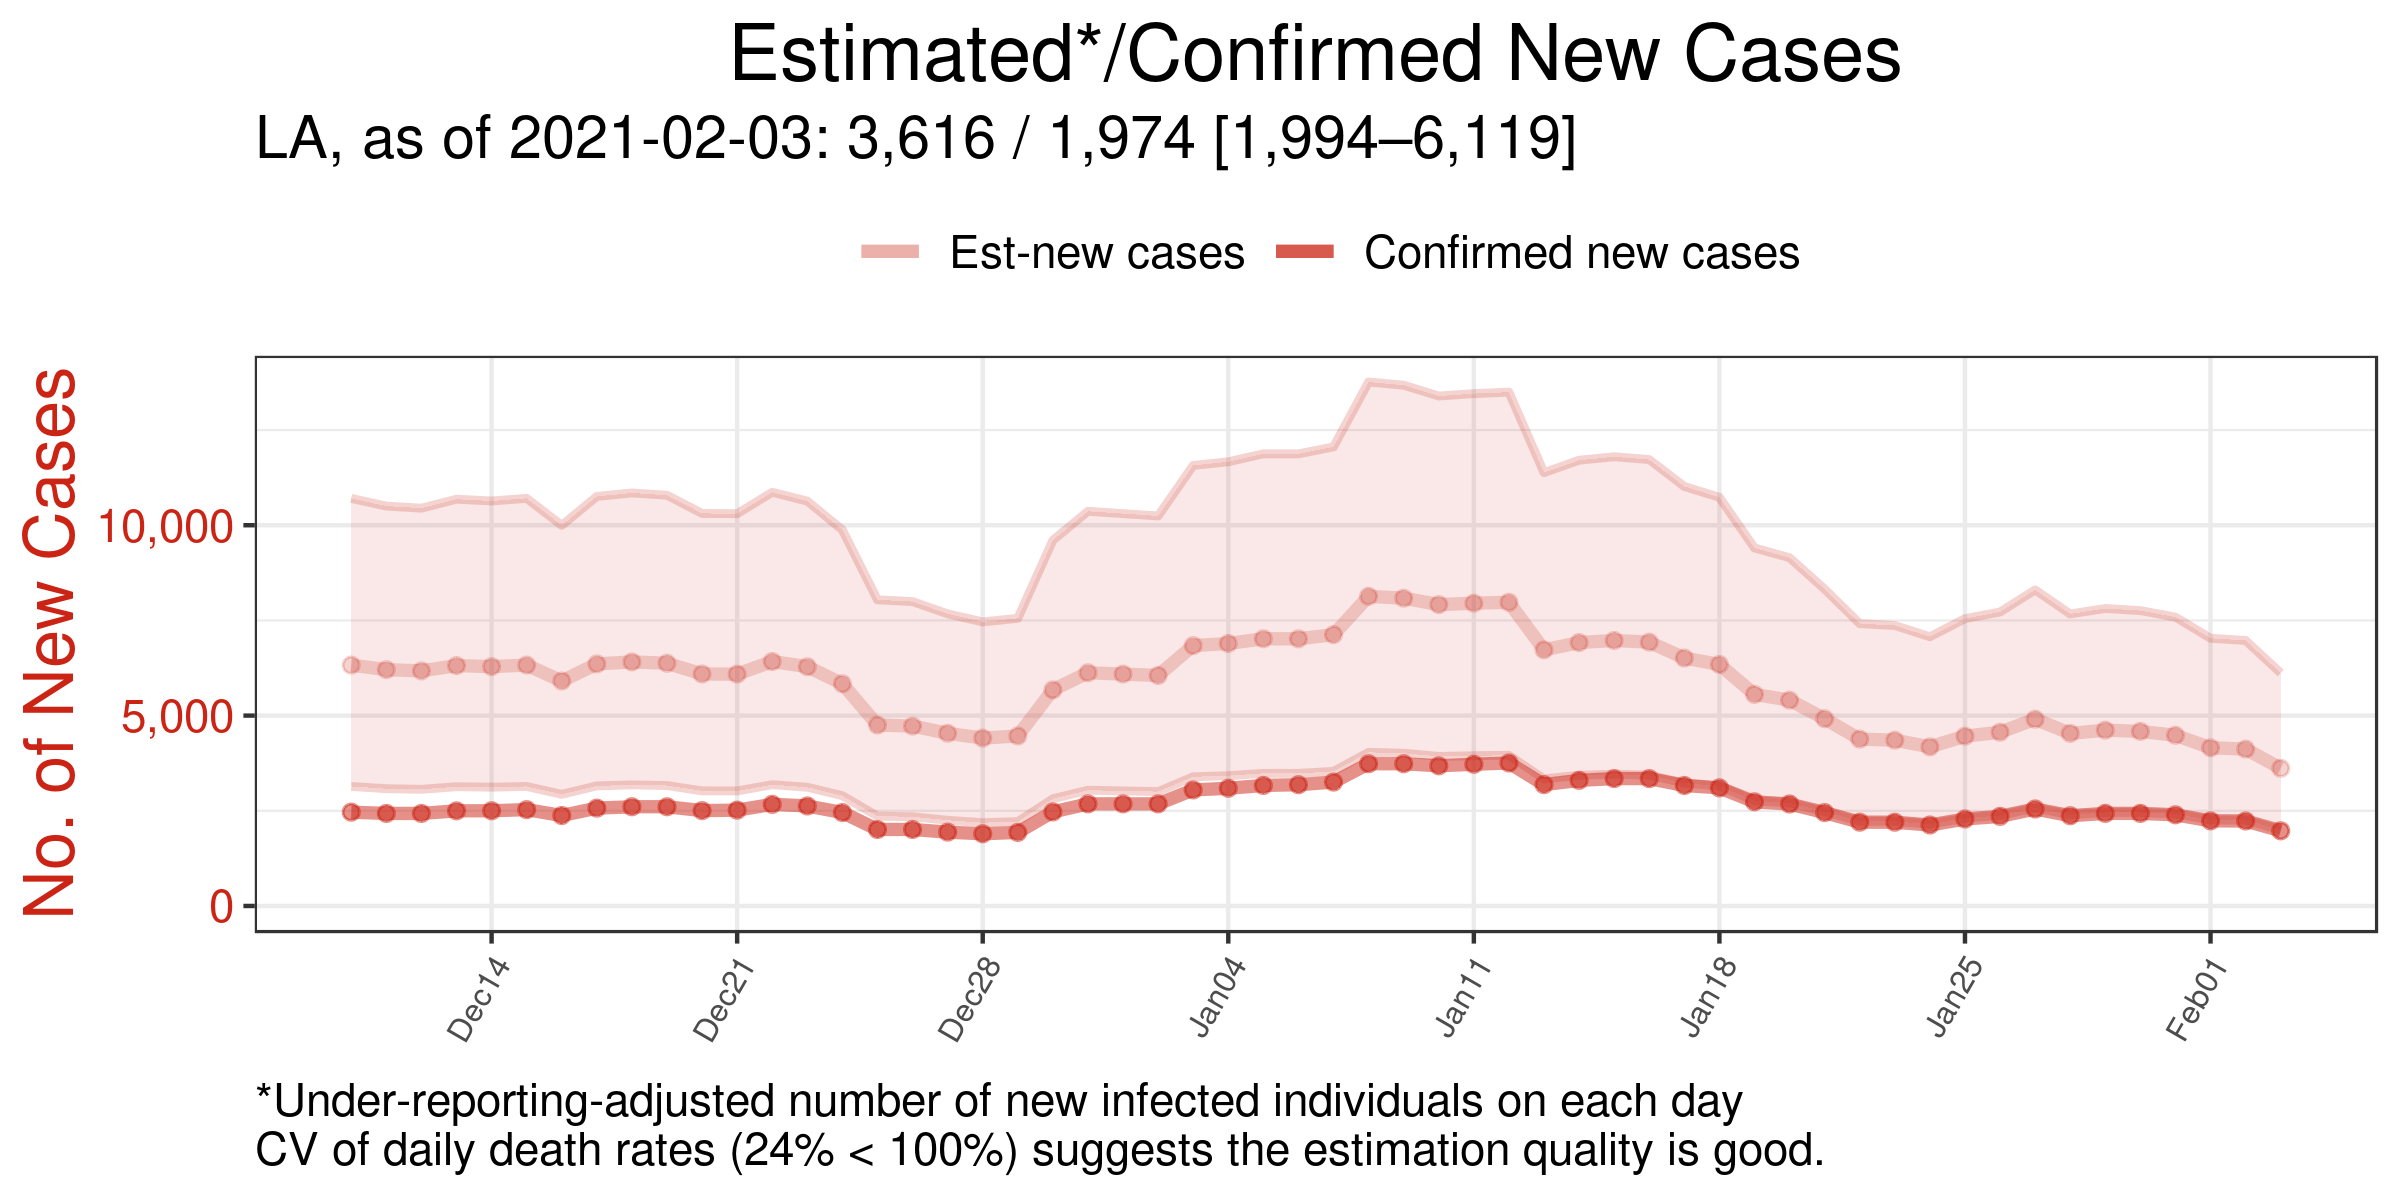 Estimated*/Confirmed New Cases
LA, as of 2021-02-03: 3,616 / 1,974 [1,994–6,119]
Est-new cases
Confirmed new cases
No. of New Cases
10,000
5,000
0
Dec14
Dec21
Dec28
Jan04
Jan11
Jan18
Jan25
Feb01
*Under-reporting-adjusted number of new infected individuals on each day
CV of daily death rates (24% < 100%) suggests the estimation quality is good.